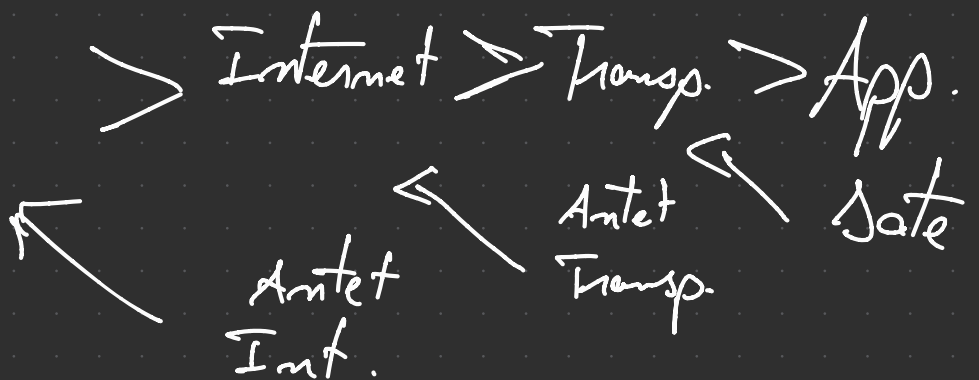 > Internet > Transp. > App.
Antet Transp.
date
Antet Int.